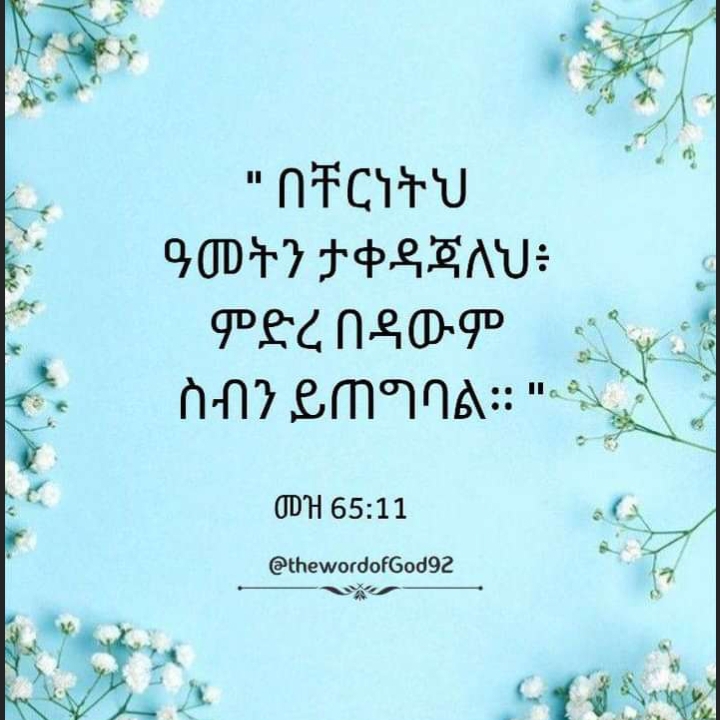 " በቸርነትህ
ዓመትን ታቀዳጃለህ፥
ምድረ በዳውም
ስብን ይጠግባል። "
መዝ 65:11
@thewordofGod92